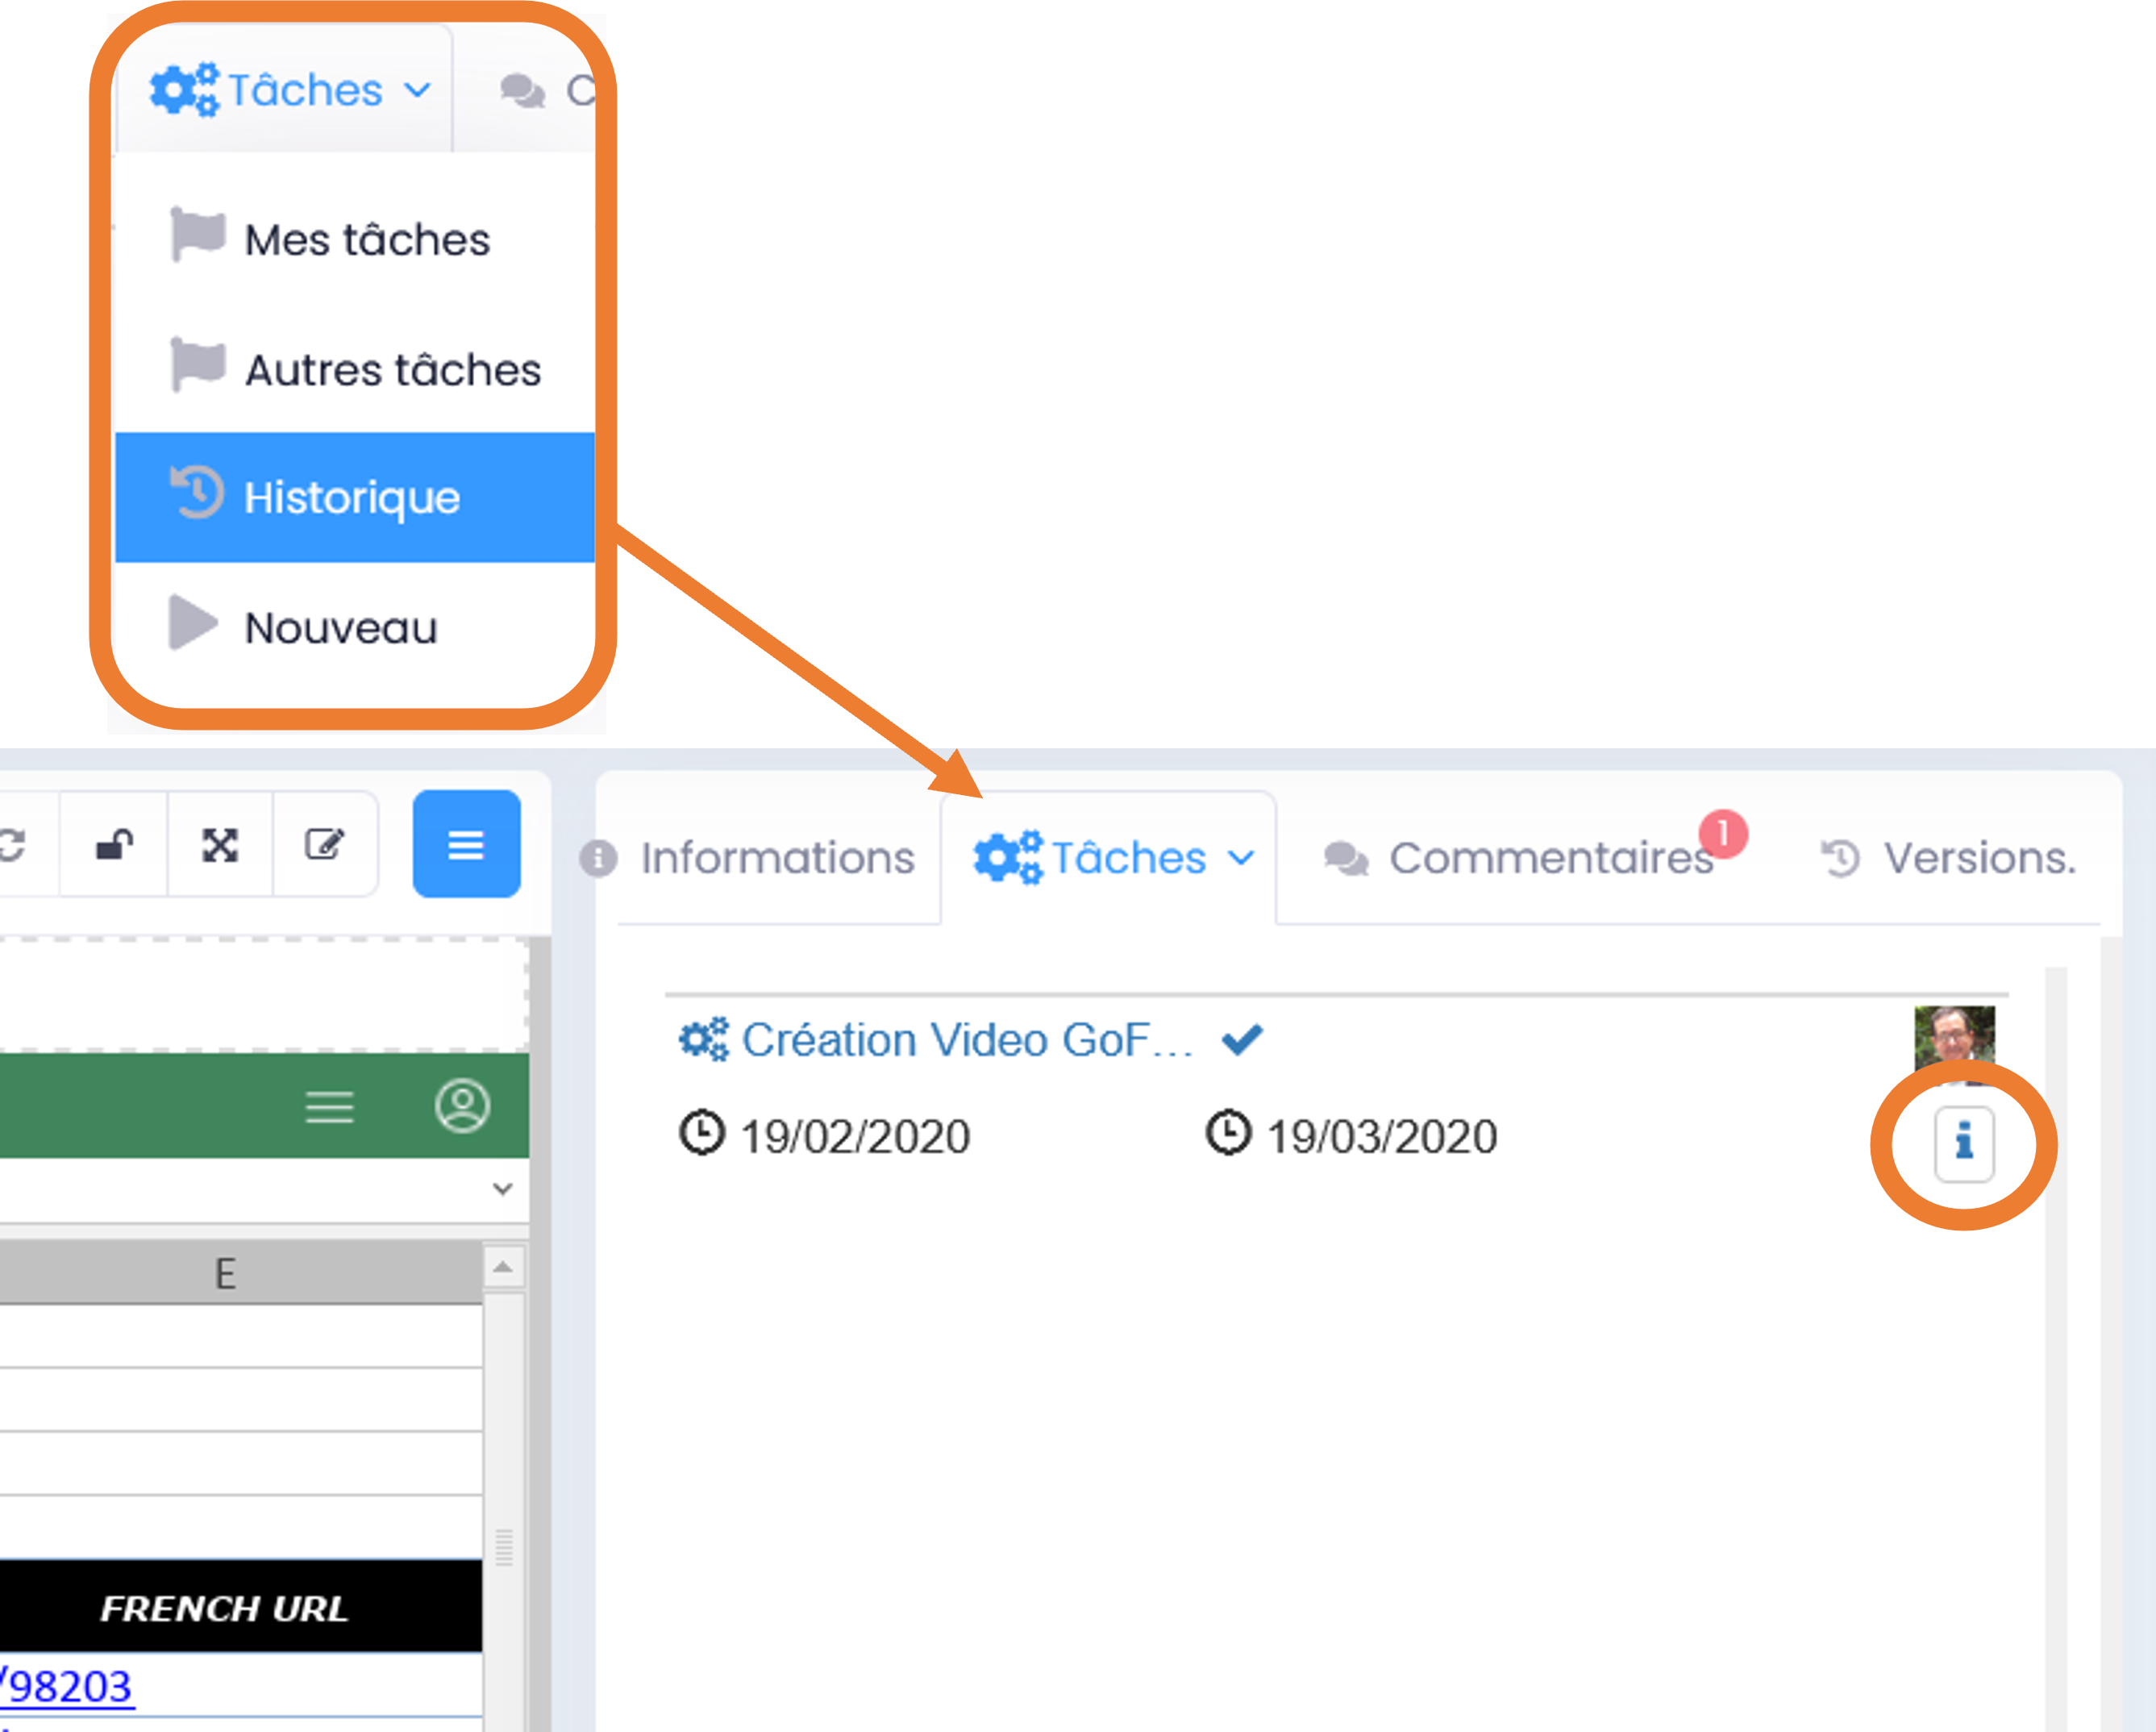 Tâches C
Mes tâches
Autres tâches
Historique
Nouveau
Informations Tâches Commentaires 1 Versions.
Création Video GoF...
19/02/2020 19/03/2020
E
FRENCH URL
/98203